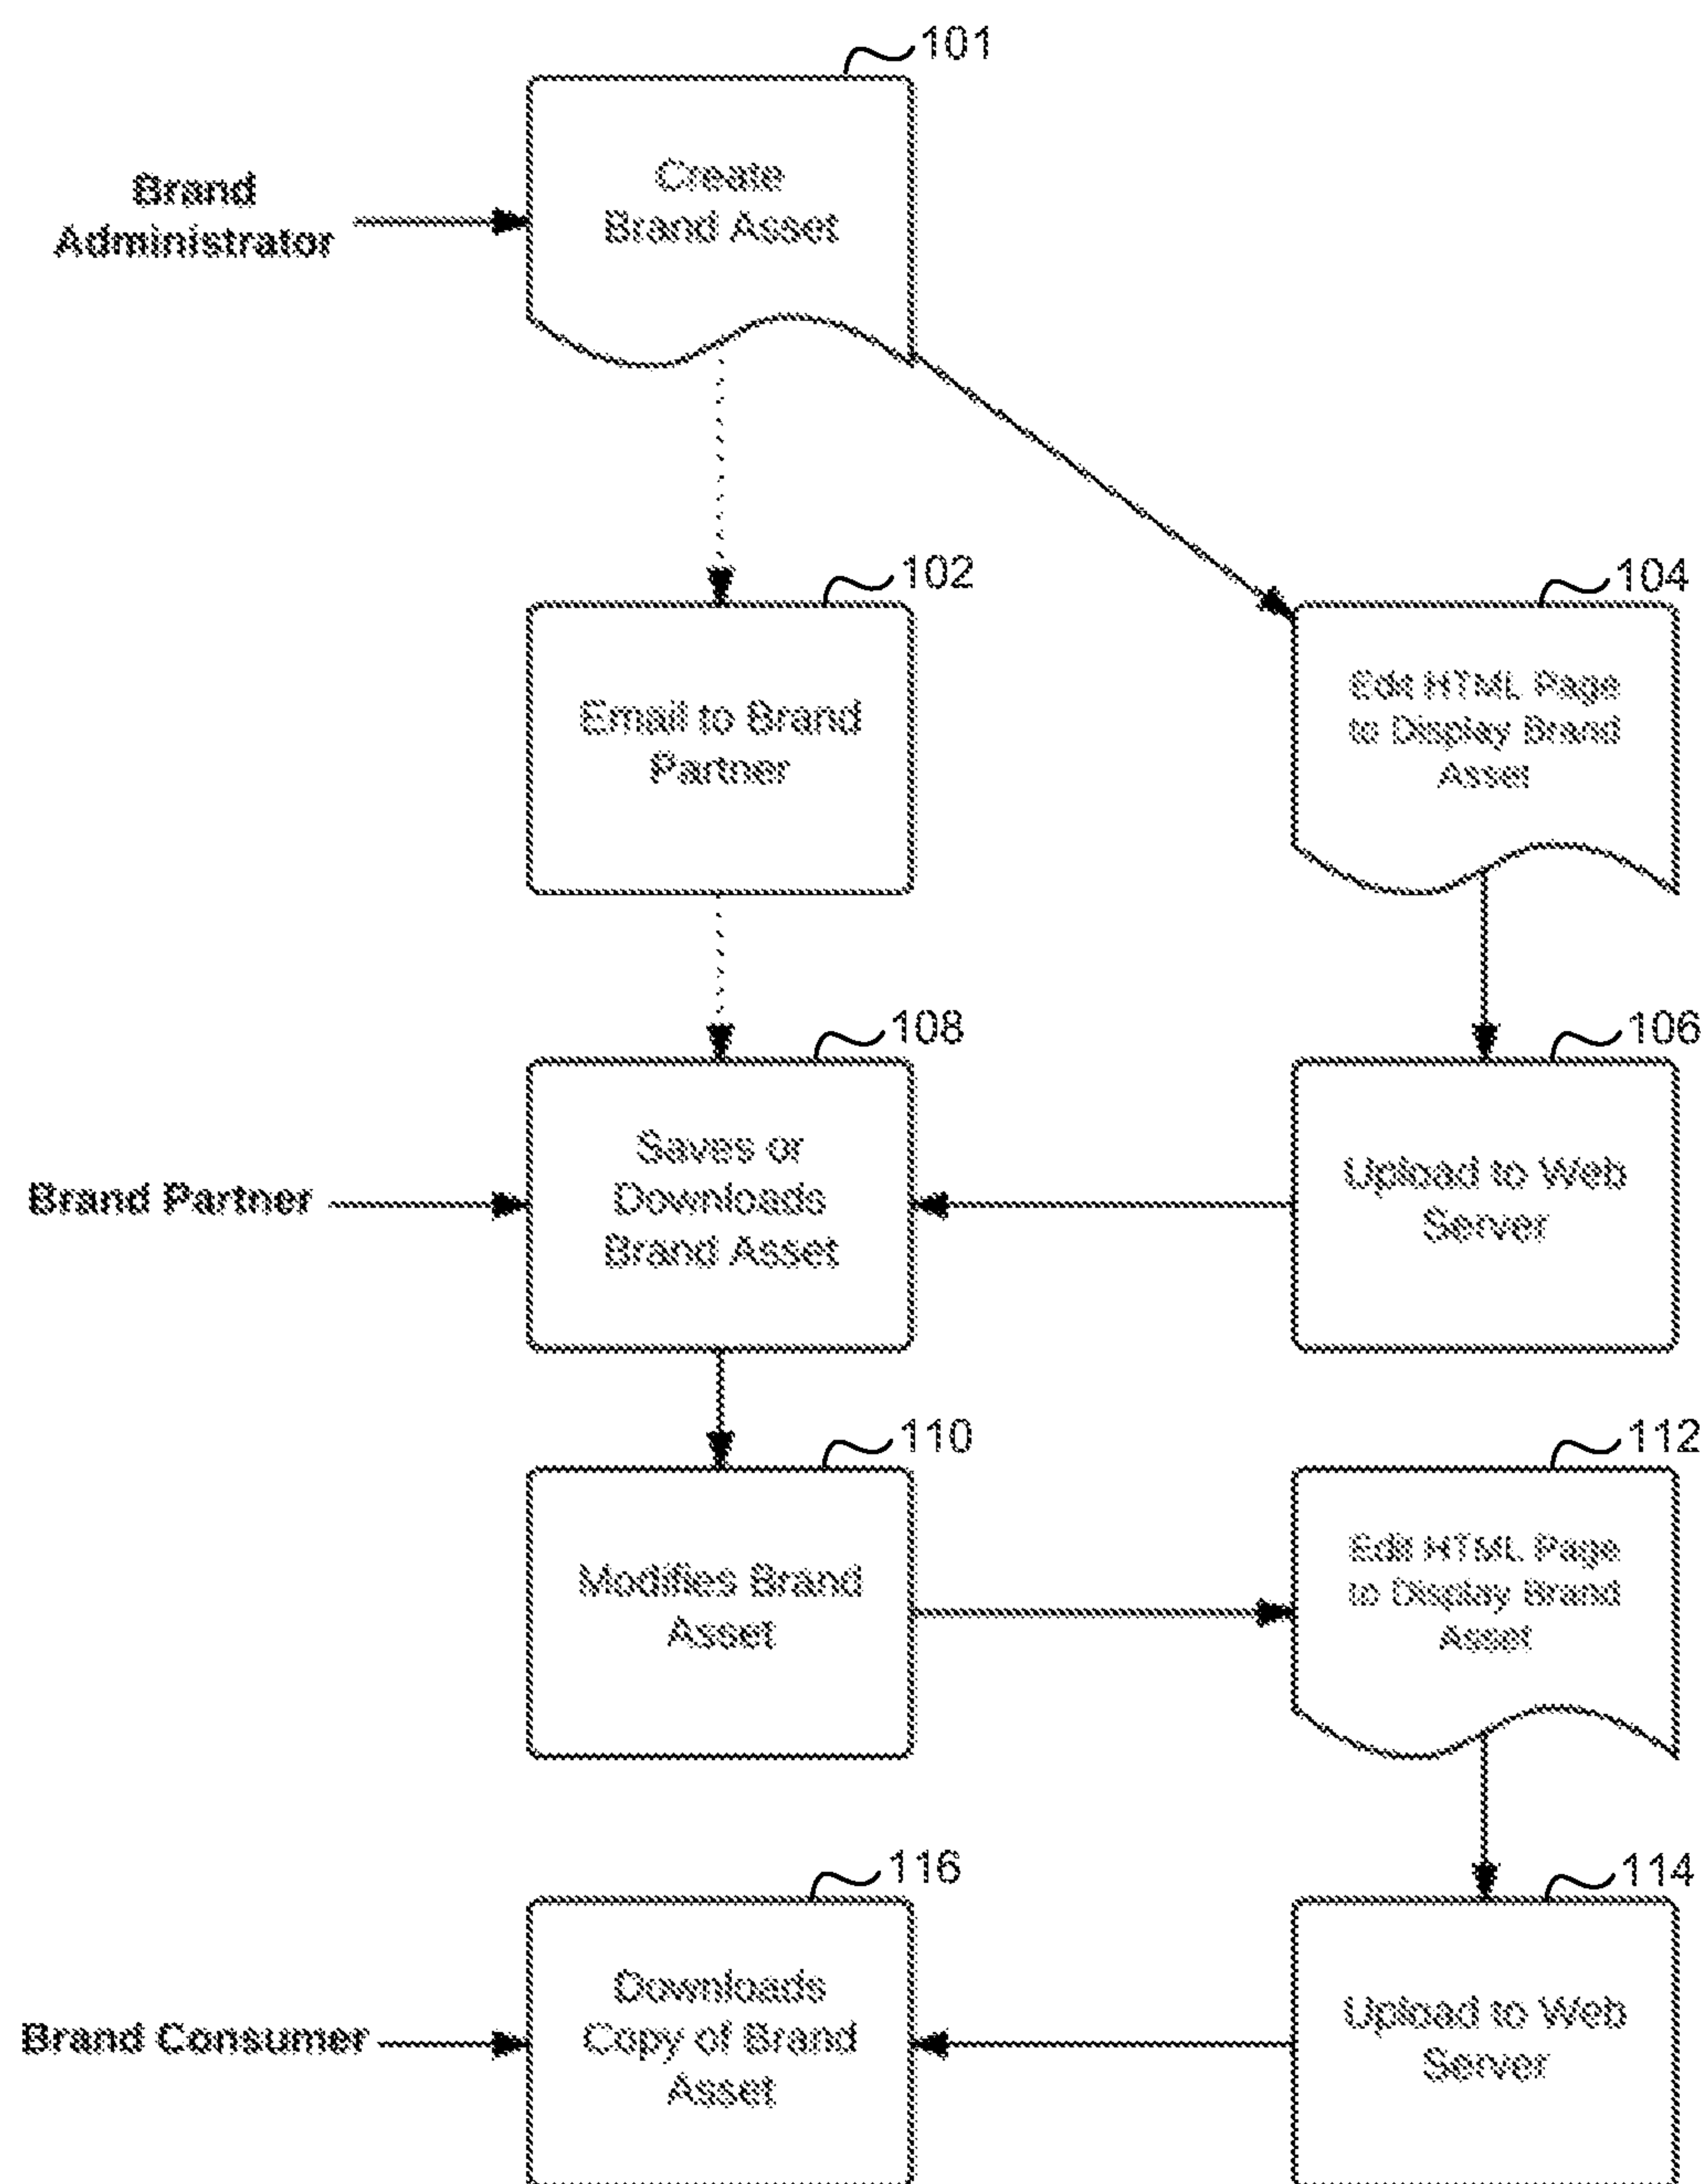 101
Create
Brand Asset
Brand
Administrator
102
Email to Brand
Partner
104
Edit HTML Page
to Display Brand
Asset
108
Saves or
Downloads
Brand Asset
Brand Partner
106
Upload to Web
Server
110
Modifies Brand
Asset
112
Edit HTML Page
to Display Brand
Asset
116
Downloads
Copy of Brand
Asset
Brand Consumer
114
Upload to Web
Server